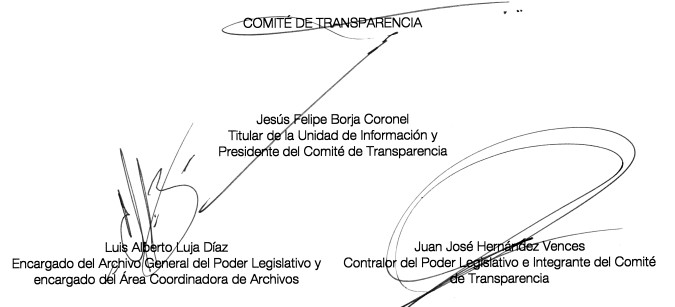 COMITÉ DE TRANSPARENCIA
Jesús Felipe Borja Coronel
Titular de la Unidad de Información y
Presidente del Comité de Transparencia
Luis Alberto Luja Díaz
Encargado del Archivo General del Poder Legislativo y
encargado del Área Coordinadora de Archivos
Juan José Hernández Vences
Contralor del Poder Legislativo e Integrante del Comité
de Transparencia